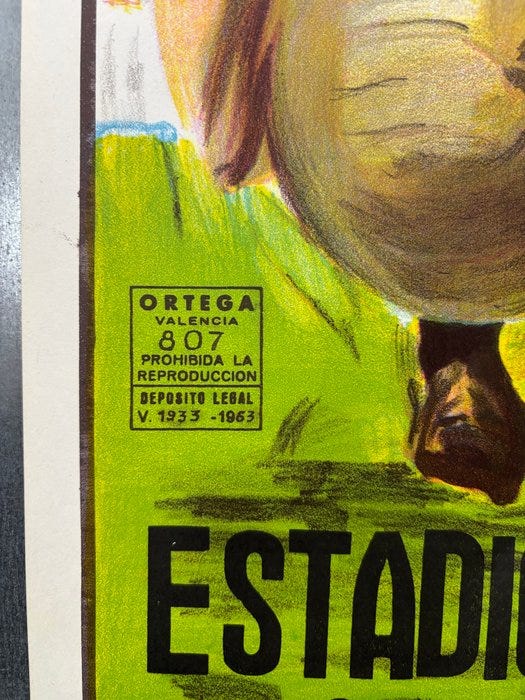 ORTEGA
VALENCIA
807
PROHIBIDA LA
REPRODUCCION
DEPOSITO LEGAL
V. 1933 - 1963
ESTADI